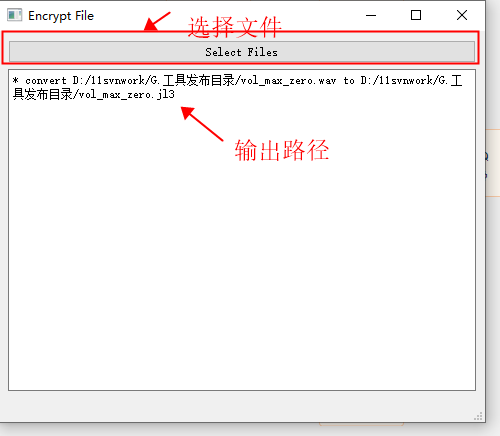 Encrypt File
选择文件
Select Files
* convert D:/11svnwork/G.工具发布目录/vol_max_zero.wav to D:/11svnwork/G.工
具发布目录/vol_max_zero.jl3
输出路径